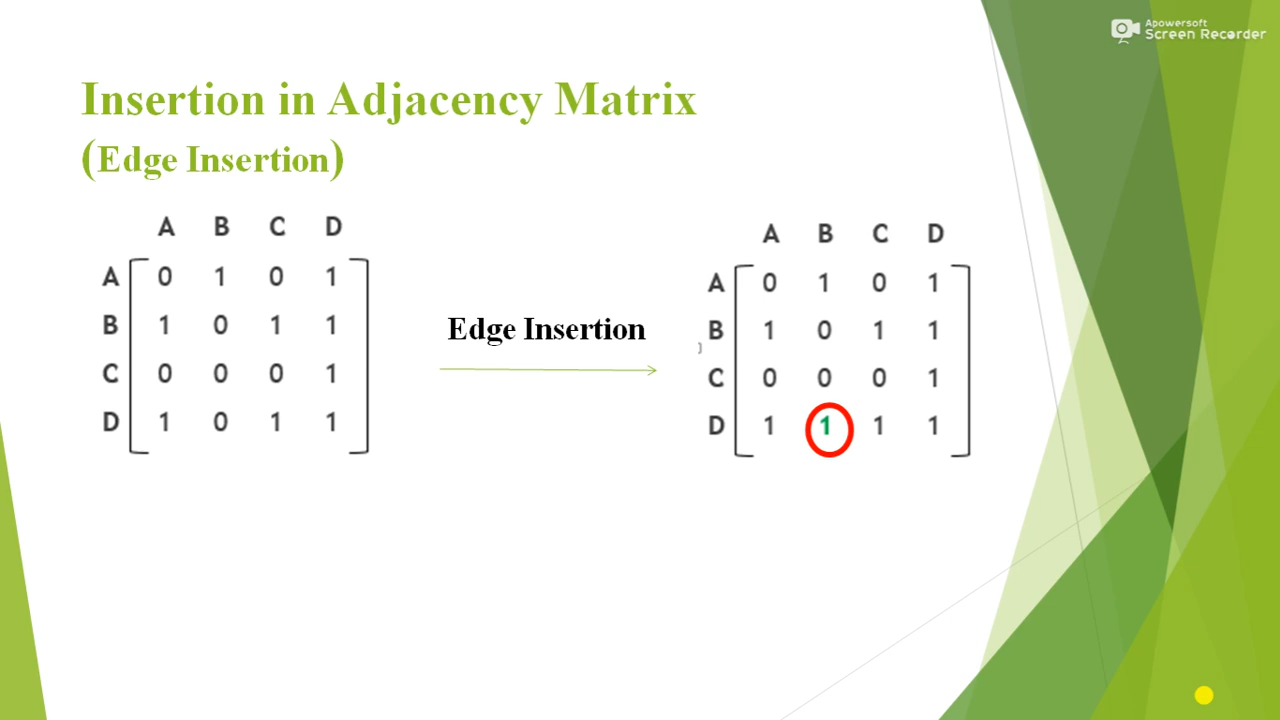 Apowersoft
Screen Recorder
Insertion in Adjacency Matrix
(Edge Insertion)
A B C D
A 0 1 0 1
B 1 0 1 1
C 0 0 0 1
D 1 0 1 1
Edge Insertion
A B C D
A 0 1 0 1
B 1 0 1 1
C 0 0 0 1
D 1 1 1 1